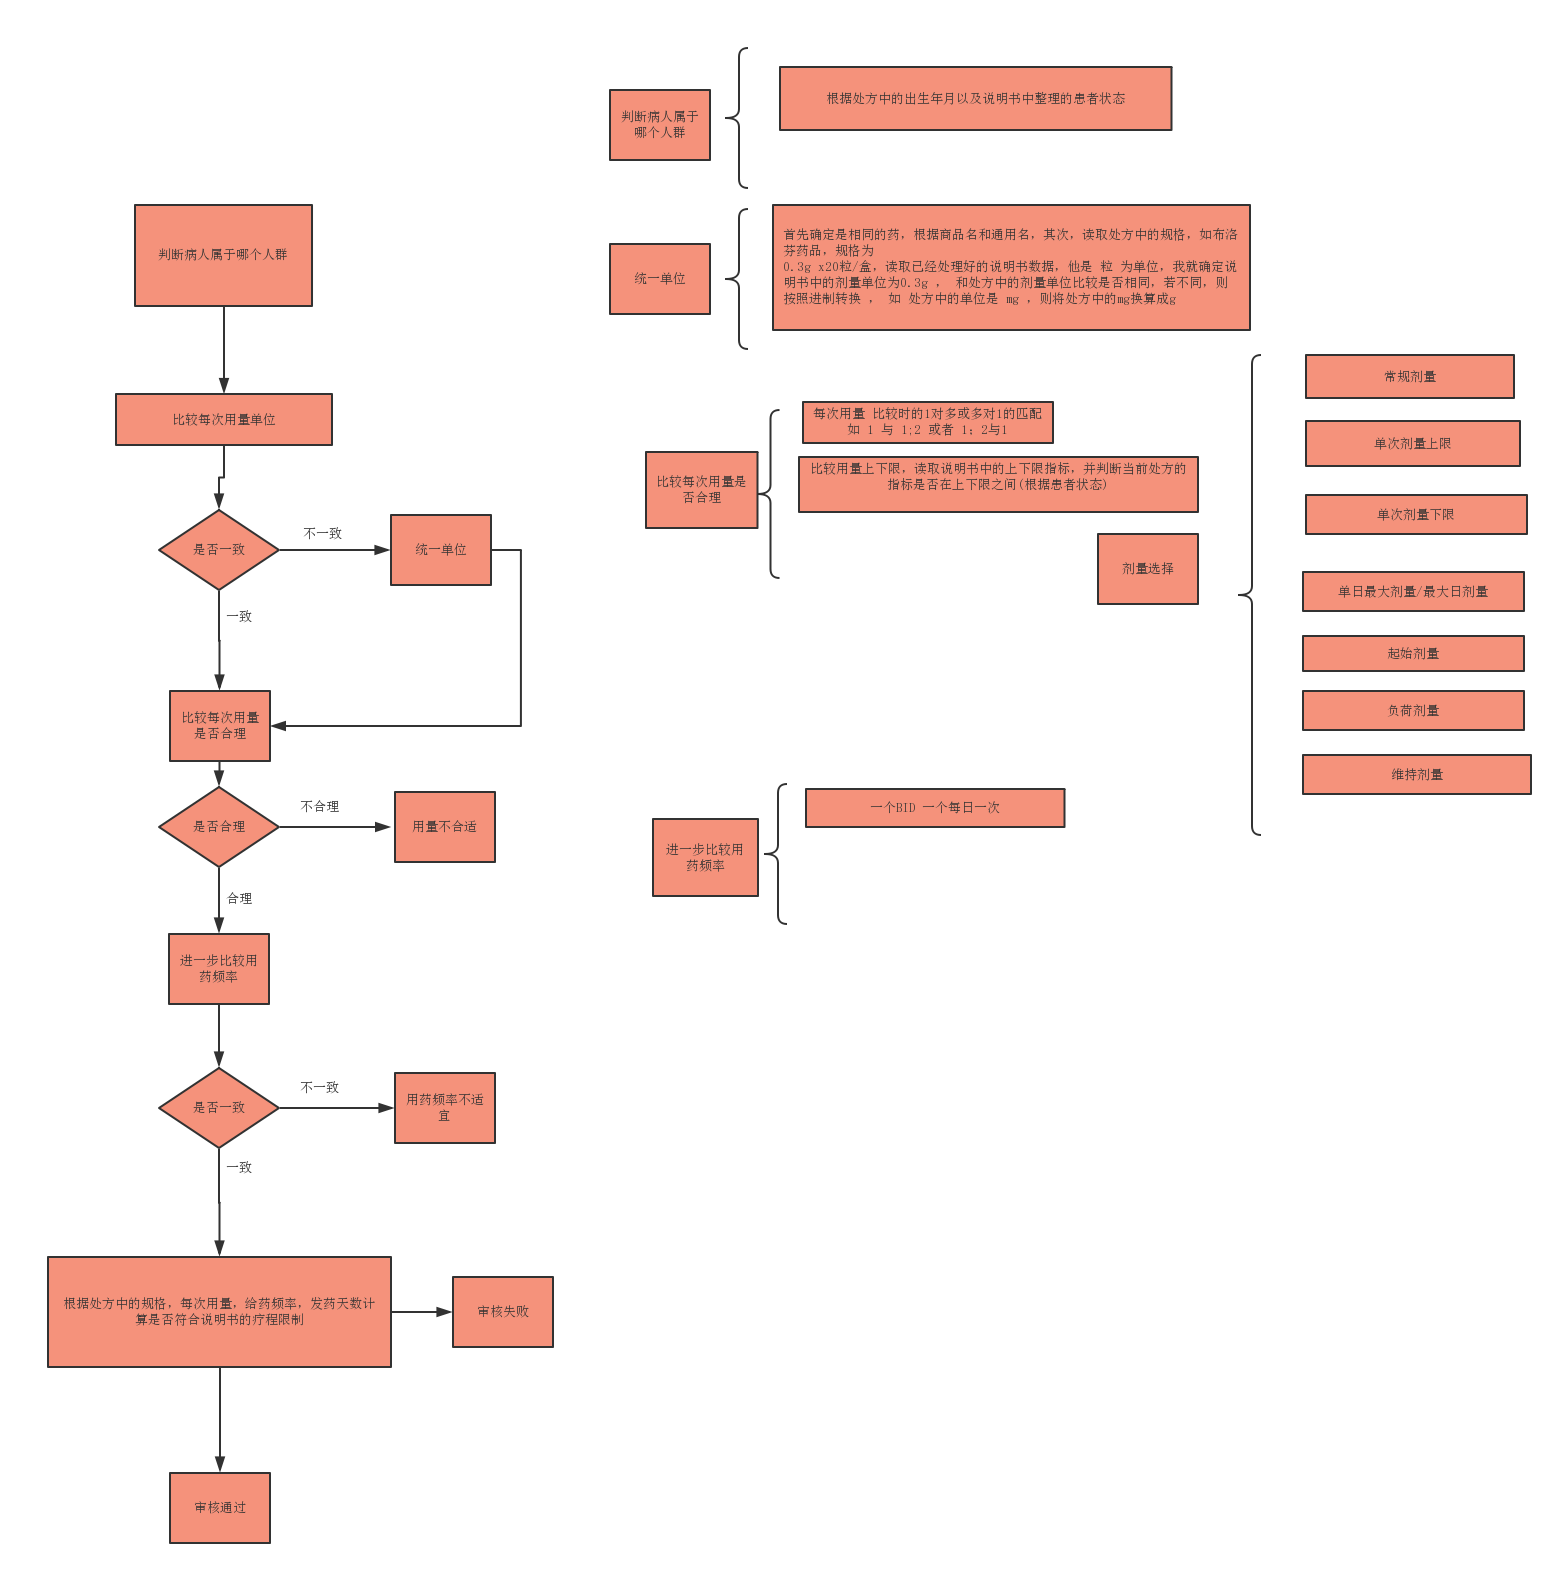 判断病人属于哪个人群
比较每次用量单位
是否一致
不一致
统一单位
一致
比较每次用量
是否合理
是否合理
不合理
用量不合适
合理
进一步比较用
药频率
是否一致
不一致
用药频率不适
宜
一致
根据处方中的规格，每次用量，给药频率，发药天数计
算是否符合说明书的疗程限制
审核失败
审核通过
判断病人属于
哪个人群
根据处方中的出生年月以及说明书中整理的患者状态
统一单位
首先确定是相同的药，根据商品名和通用名，其次，读取处方中的规格，如布洛
芬药品，规格为
0.3g x20粒/盒，读取已经处理好的说明书数据，他是 粒 为单位，我就确定说
明书中的剂量单位为0.3g ， 和处方中的剂量单位比较是否相同，若不同，则
按照进制转换 ， 如 处方中的单位是 mg ，则将处方中的mg换算成g
比较每次用量是
否合理
每次用量 比较时的1对多或多对1的匹配
如 1 与 1;2 或者 1；2与1
比较用量上下限，读取说明书中的上下限指标，并判断当前处方的
指标是否在上下限之间(根据患者状态)
剂量选择
常规剂量
单次剂量上限
单次剂量下限
单日最大剂量/最大日剂量
起始剂量
负荷剂量
维持剂量
进一步比较用
药频率
一个BID 一个每日一次